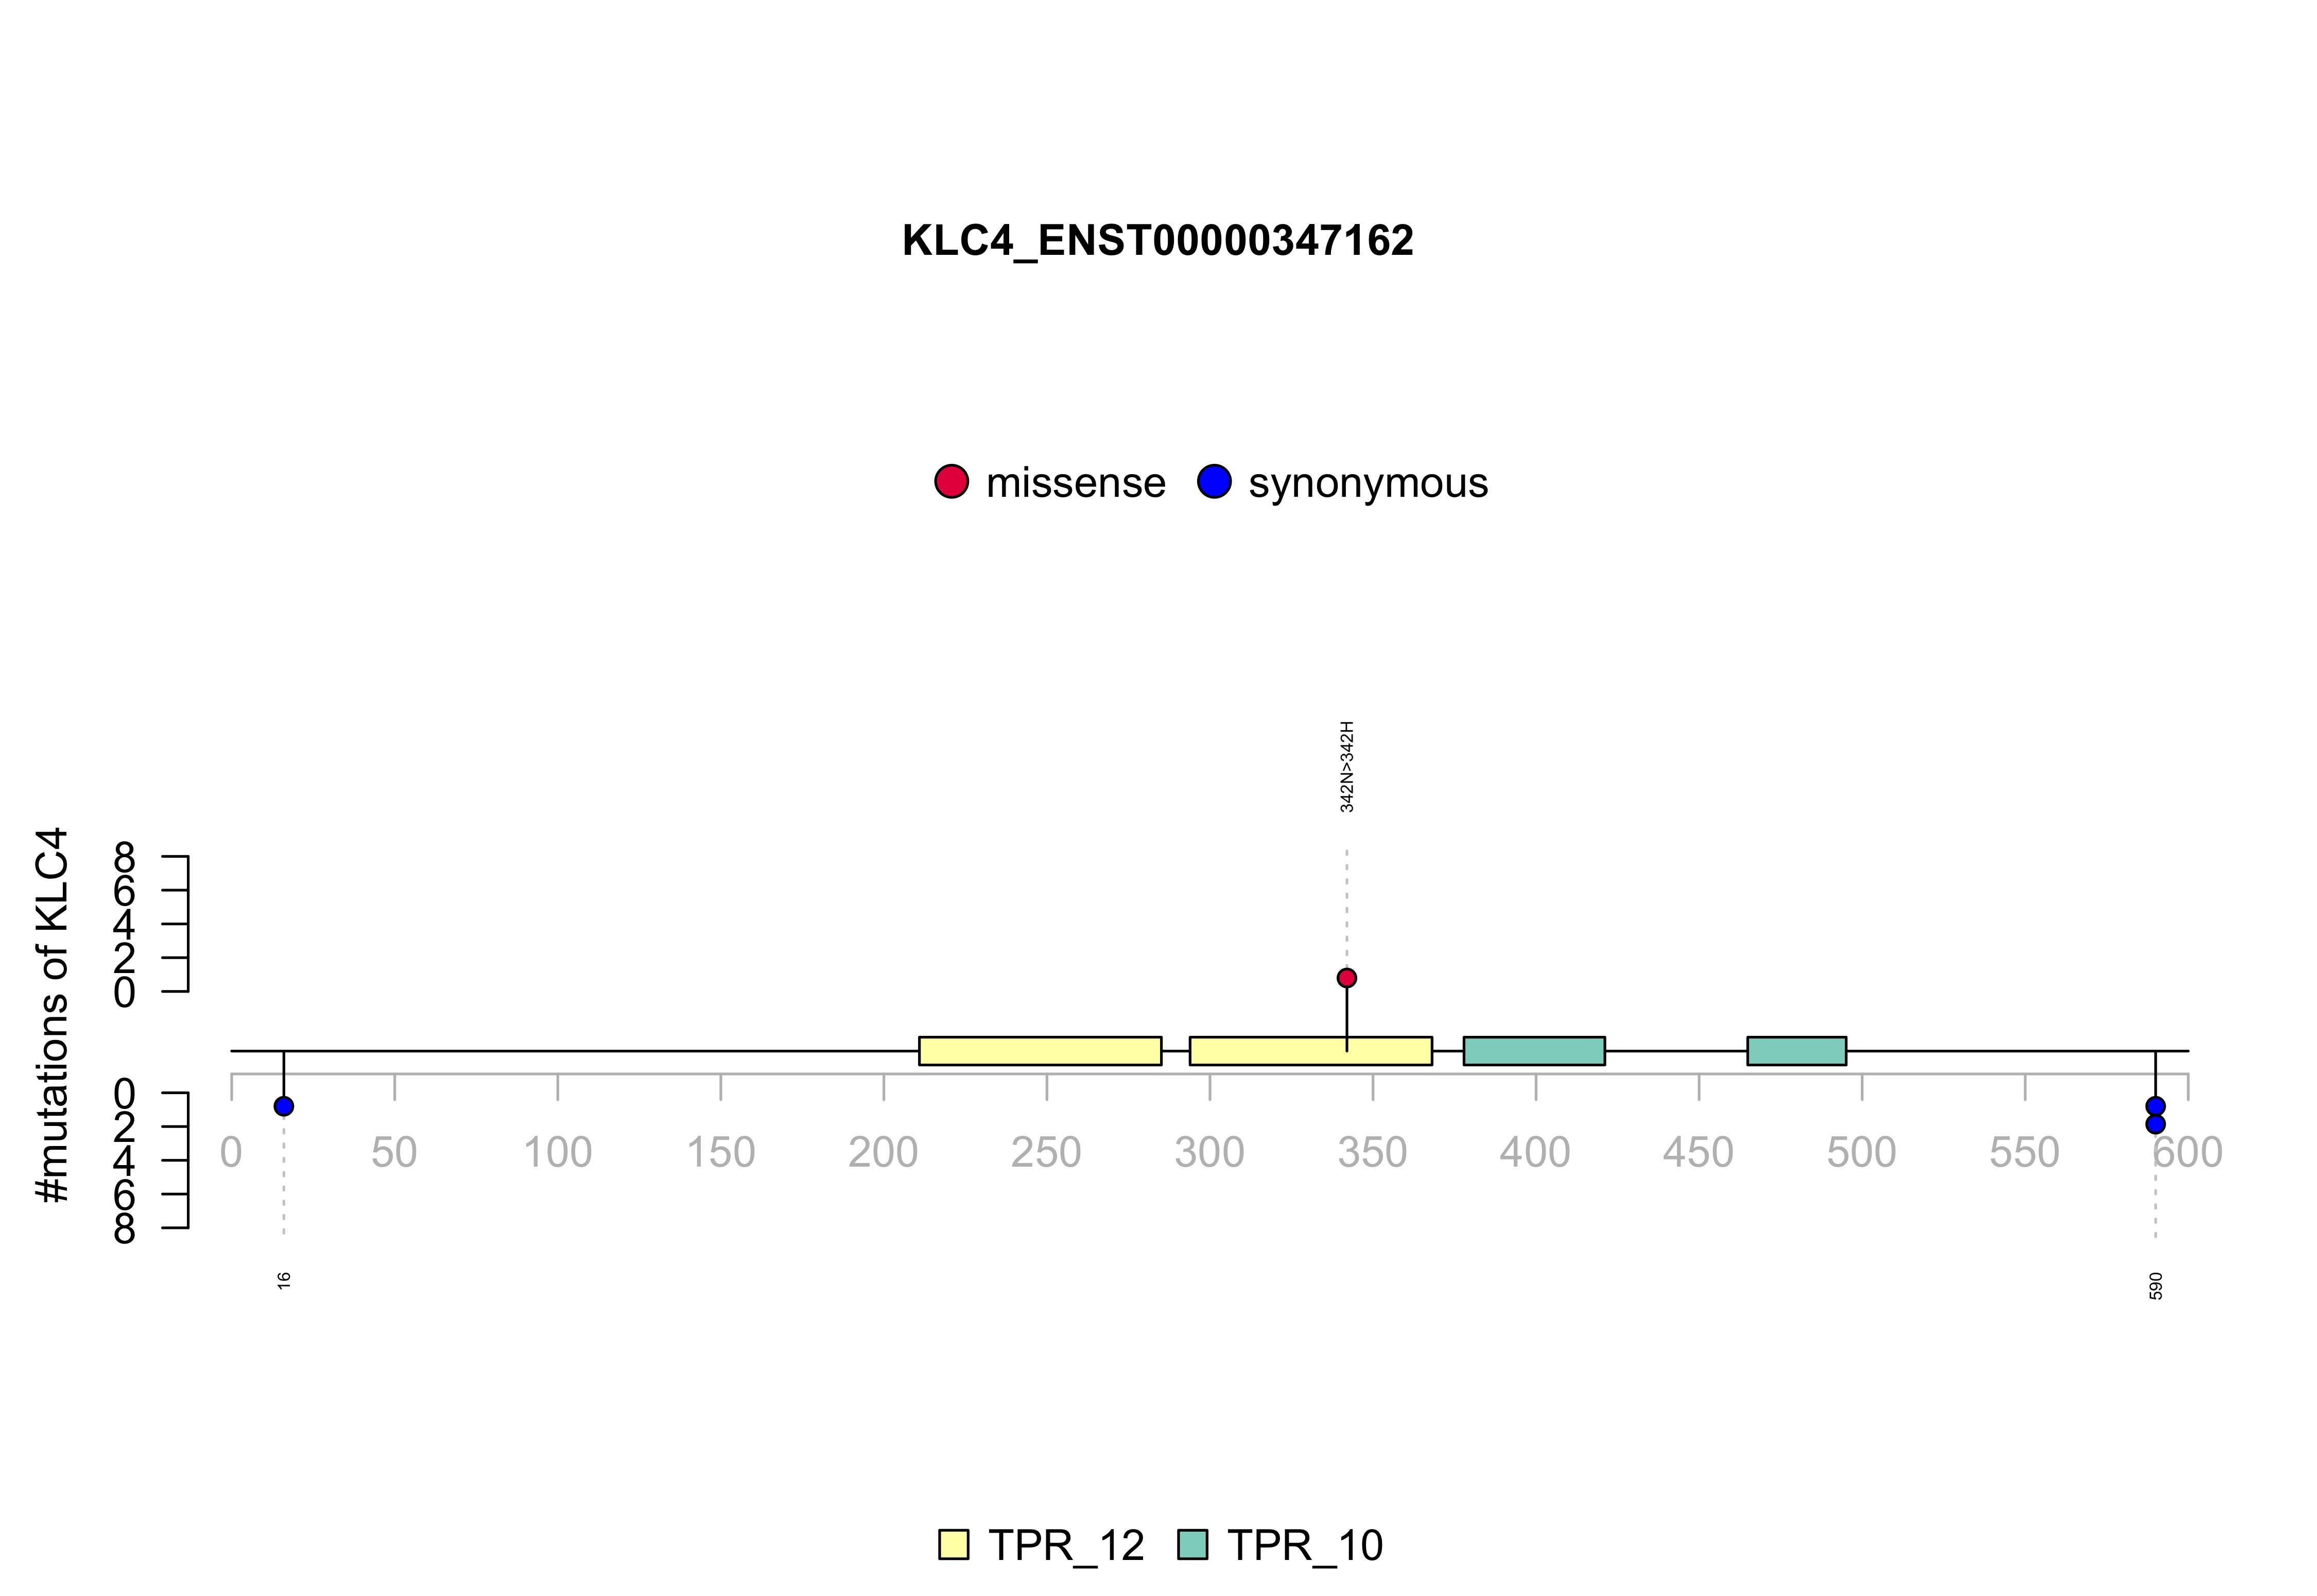 KLC4_ENST00000347162
missense synonymous
342N>342H
#mutations of KLC4
8
6
4
2
0
0
2
4
6
8
0 50 100 150 200 250 300 350 400 450 500 550 600
16
590
TPR_12 TPR_10